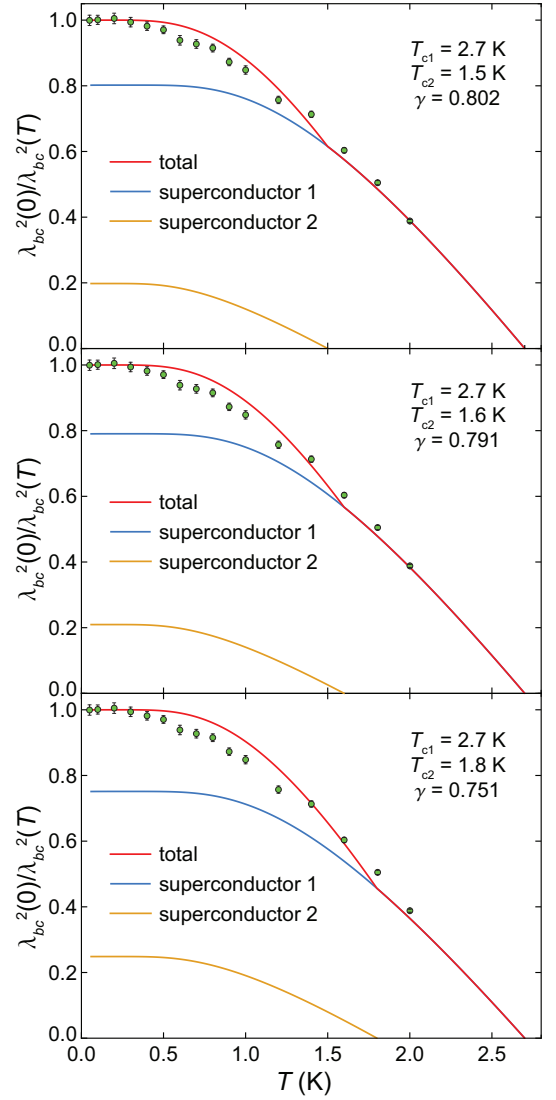 λbc²(0)/λbc²(T)
1.0
0.8
0.6
0.4
0.2
0.0
Tc1 = 2.7 K
Tc2 = 1.5 K
γ = 0.802
total
superconductor 1
superconductor 2
λbc²(0)/λbc²(T)
1.0
0.8
0.6
0.4
0.2
0.0
Tc1 = 2.7 K
Tc2 = 1.6 K
γ = 0.791
total
superconductor 1
superconductor 2
λbc²(0)/λbc²(T)
1.0
0.8
0.6
0.4
0.2
0.0
Tc1 = 2.7 K
Tc2 = 1.8 K
γ = 0.751
total
superconductor 1
superconductor 2
0.0 0.5 1.0 1.5 2.0 2.5
T (K)